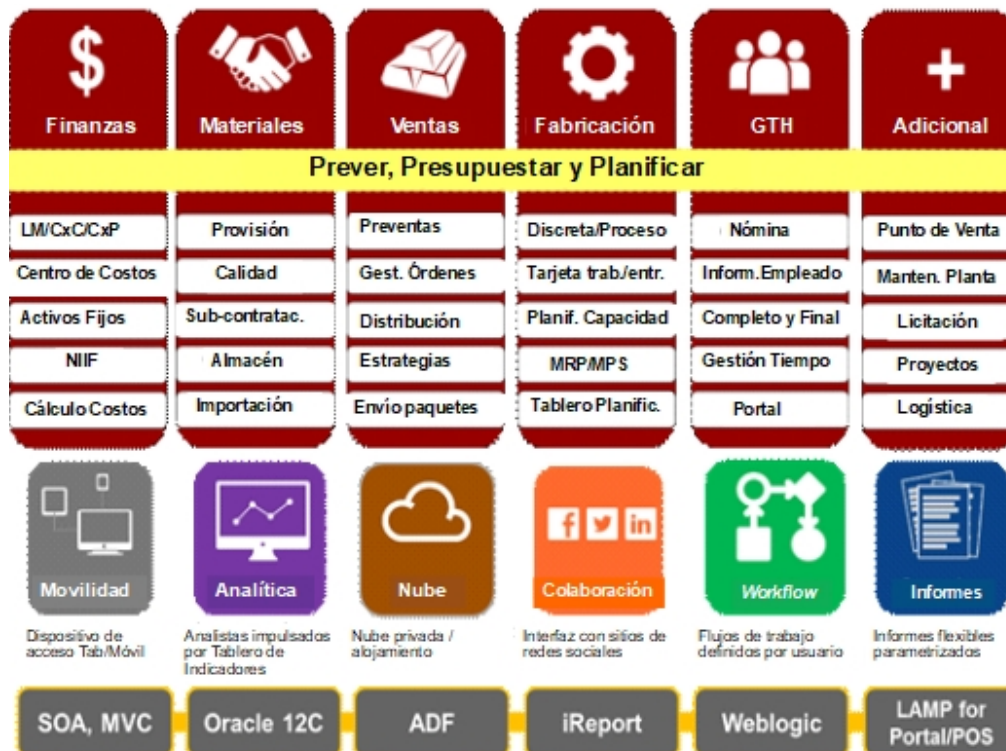 $
Finanzas
Materiales
Ventas
Fabricación
GTH
+
Adicional
Prever, Presupuestar y Planificar
LM/CxC/CxP
Provisión
Preventas
Discreta/Proceso
Nómina
Punto de Venta
Centro de Costos
Calidad
Gest. Órdenes
Tarjeta trab./entr.
Inform.Empleado
Manten. Planta
Activos Fijos
Sub-contratac.
Distribución
Planif. Capacidad
Completo y Final
Licitación
NIIF
Almacén
Estrategias
MRP/MPS
Gestión Tiempo
Proyectos
Cálculo Costos
Importación
Envío paquetes
Tablero Planific.
Portal
Logística
Movilidad
Analítica
Nube
f
in
Colaboración
Workflow
Informes
Dispositivo de
acceso Tab/Móvil
Analistas impulsados
por Tablero de
Indicadores
Nube privada /
alojamiento
Interfaz con sitios de
redes sociales
Flujos de trabajo
definidos por usuario
Informes flexibles
parametrizados
SOA, MVC
Oracle 12C
ADF
iReport
Weblogic
LAMP for
Portal/POS